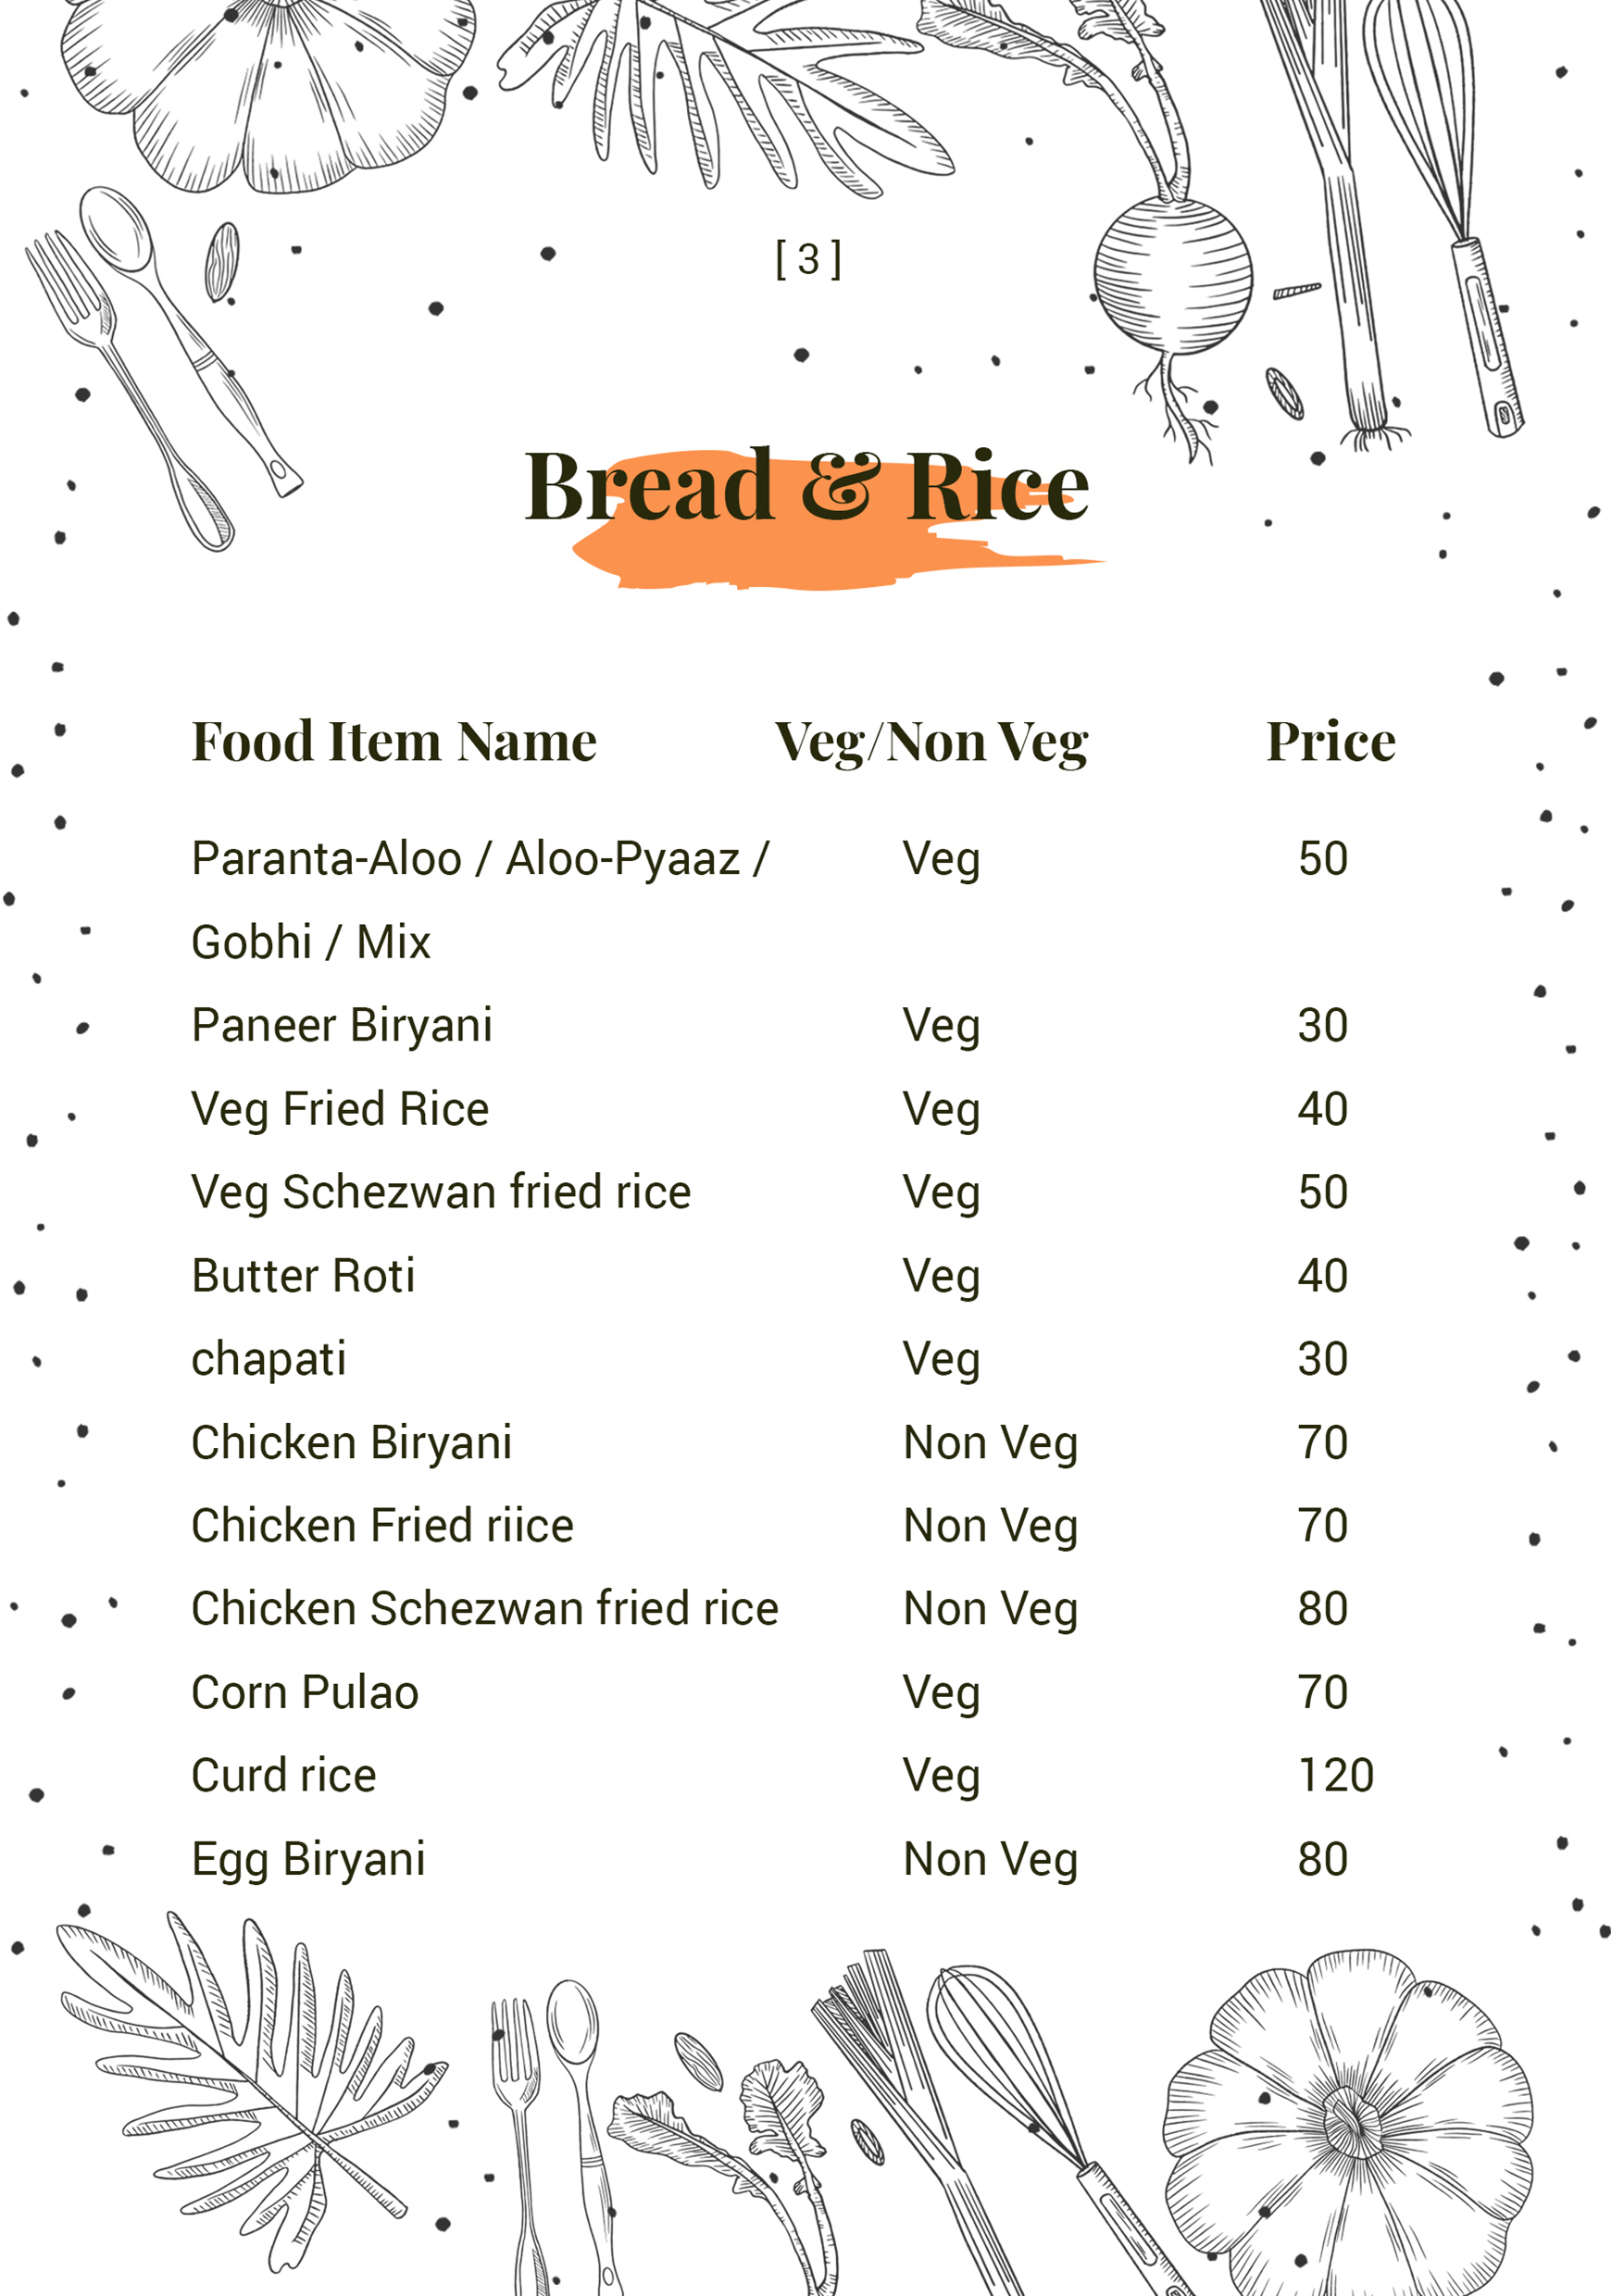 [ 3 ]
Bread & Rice
Food Item Name Veg/Non Veg Price
Paranta-Aloo / Aloo-Pyaaz / Veg 50
Gobhi / Mix
Paneer Biryani Veg 30
Veg Fried Rice Veg 40
Veg Schezwan fried rice Veg 50
Butter Roti Veg 40
chapati Veg 30
Chicken Biryani Non Veg 70
Chicken Fried riice Non Veg 70
Chicken Schezwan fried rice Non Veg 80
Corn Pulao Veg 70
Curd rice Veg 120
Egg Biryani Non Veg 80